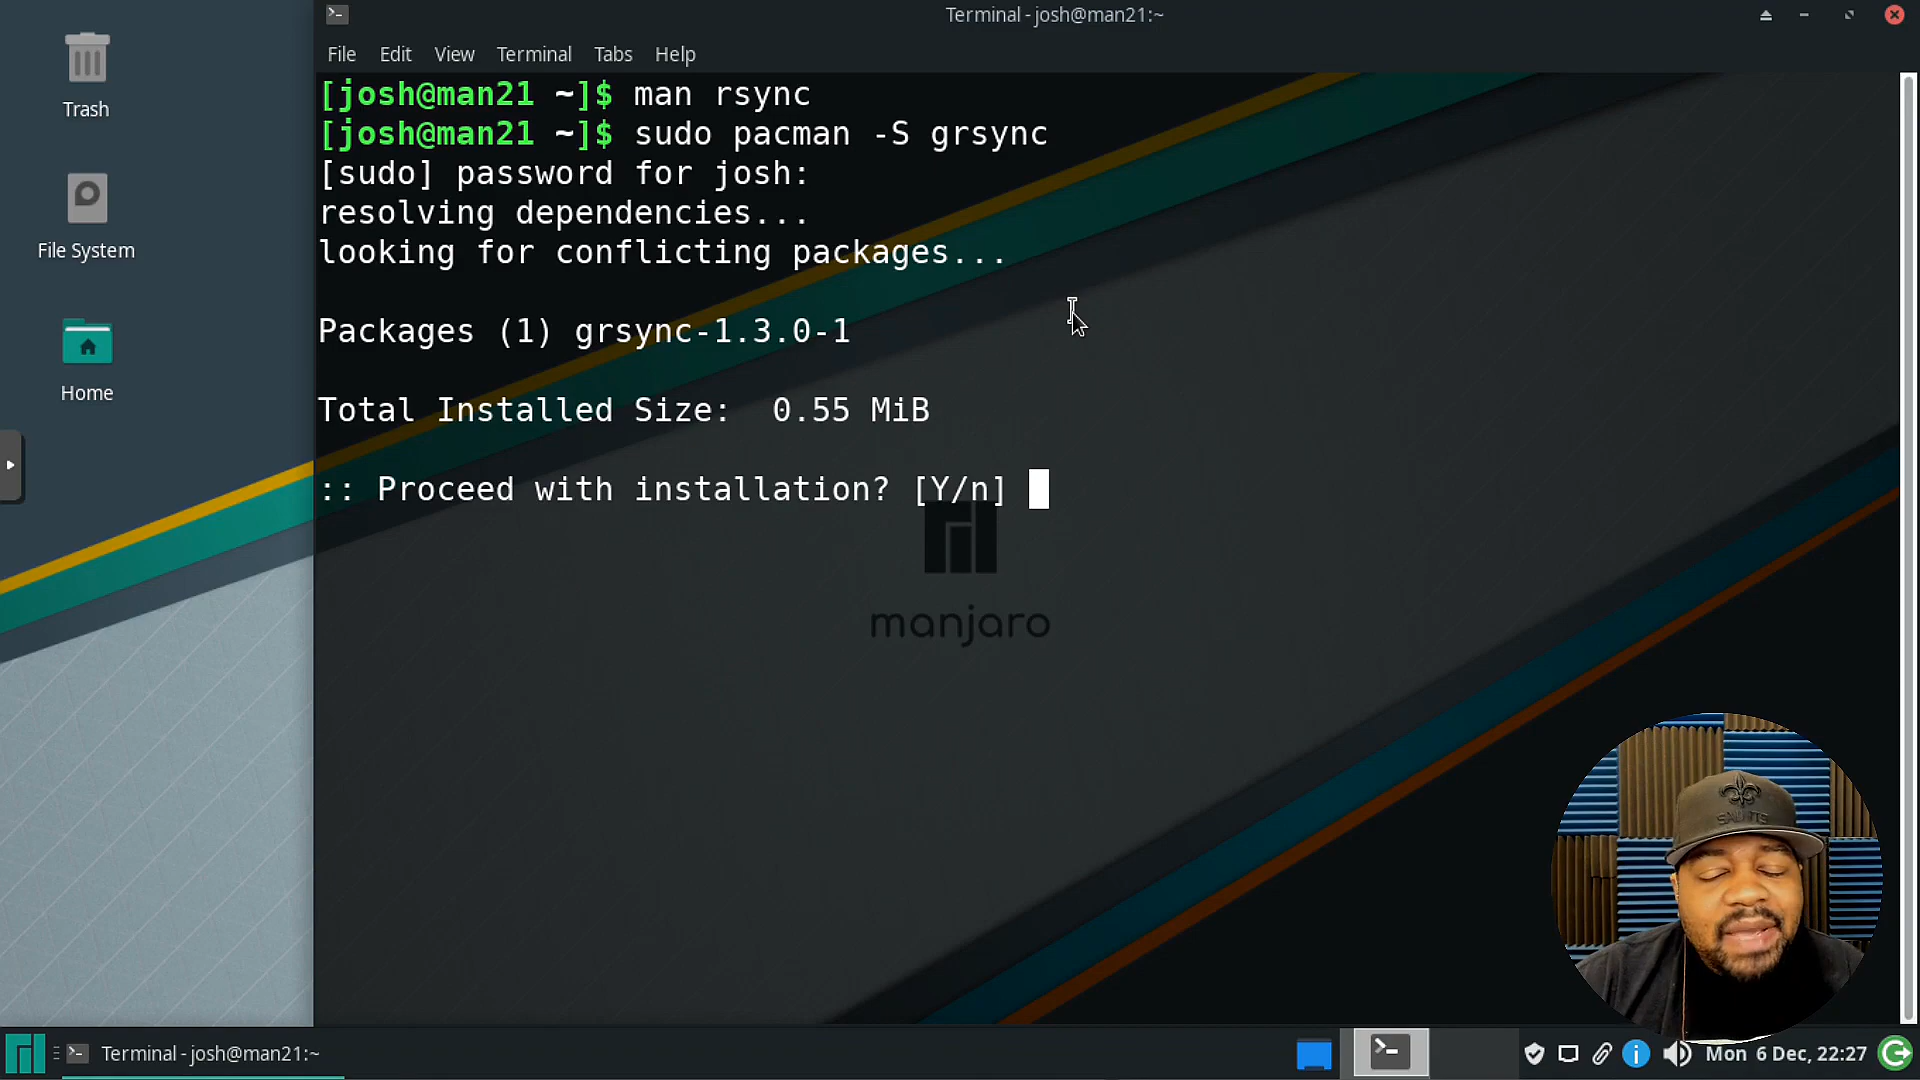 Terminal - josh@man21:~
File Edit View Terminal Tabs Help
Trash
File System
Home
[josh@man21 ~]$ man rsync
[josh@man21 ~]$ sudo pacman -S grsync
[sudo] password for josh:
resolving dependencies...
looking for conflicting packages...
Packages (1) grsync-1.3.0-1
Total Installed Size:  0.55 MiB
:: Proceed with installation? [Y/n]
manjaro
SAINTS
Terminal - josh@man21:~
Mon 6 Dec, 22:27